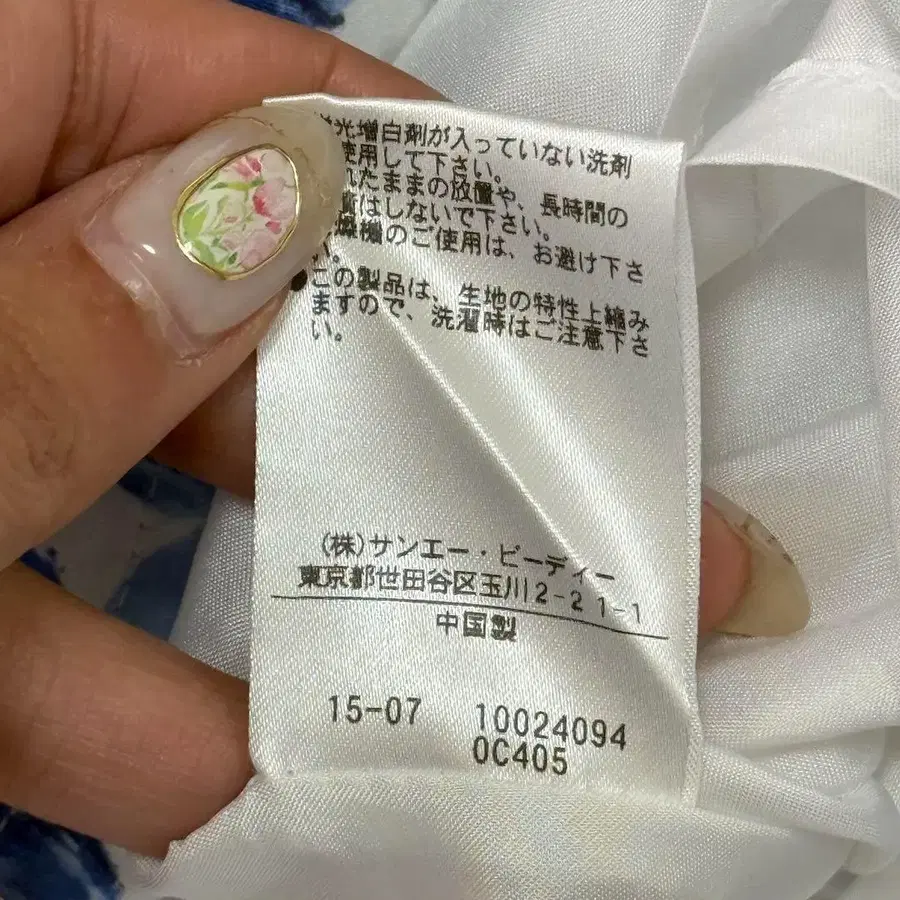 光増白剤が入っていない洗剤
使用して下さい。
れたままの放置や、長時間の
はしないで下さい。
燥機のご使用は、お避け下さ
い。
●この製品は、生地の特性上縮み
ますので、洗濯時はご注意下さ
い。
(株)サンエー・ビーディー
東京都世田谷区玉川2-21-1
中国製
15-07 10024094
0C405